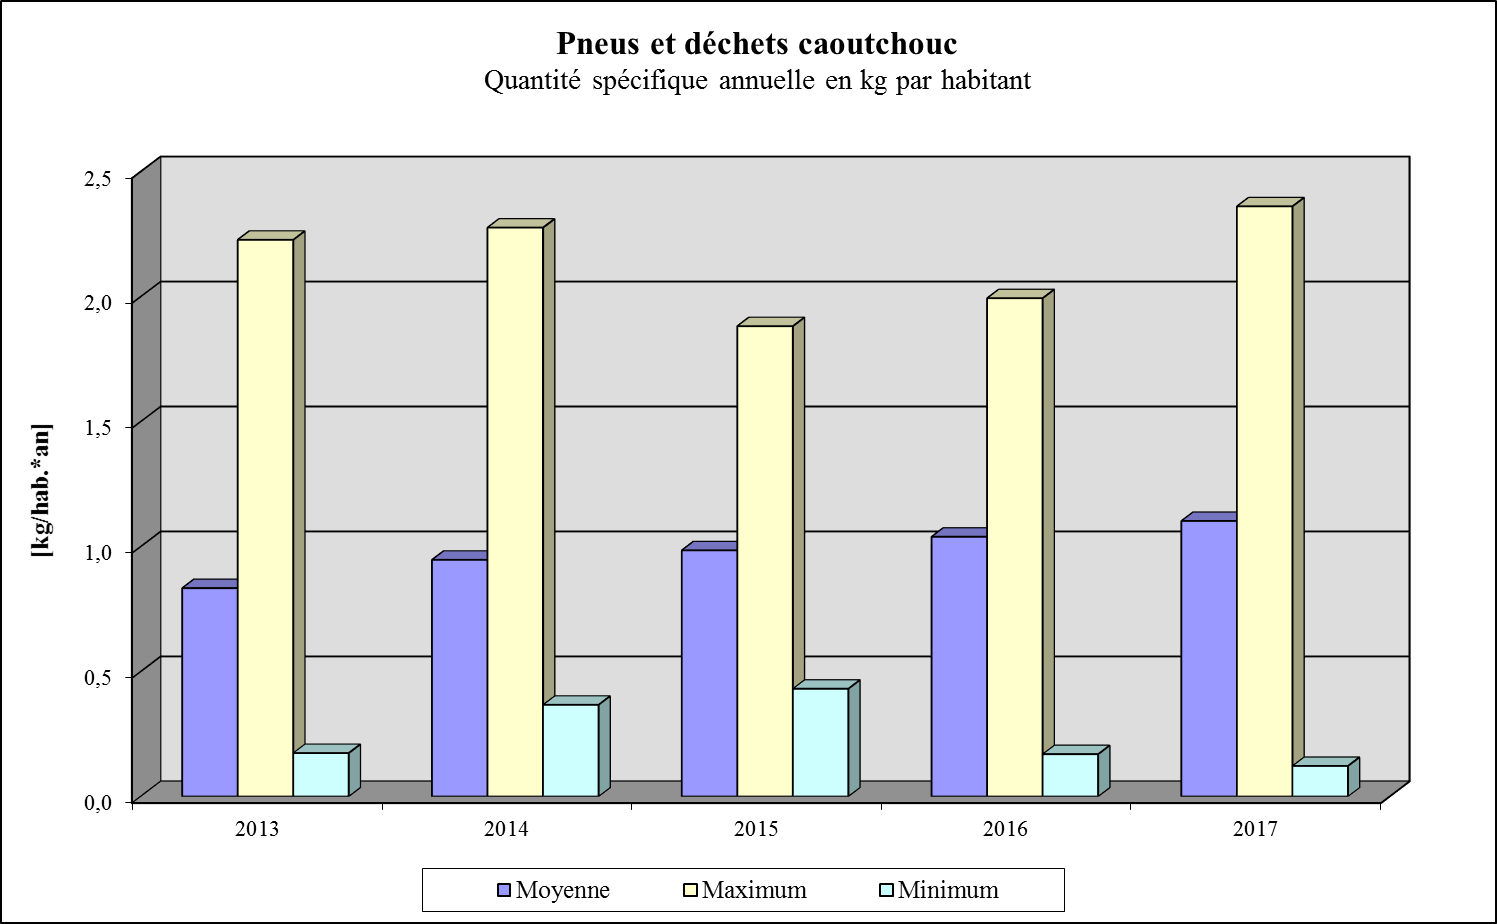 Pneus et déchets caoutchouc
Quantité spécifique annuelle en kg par habitant
[kg/hab.*an]
2,5
2,0
1,5
1,0
0,5
0,0
2013 2014 2015 2016 2017
Moyenne Maximum Minimum